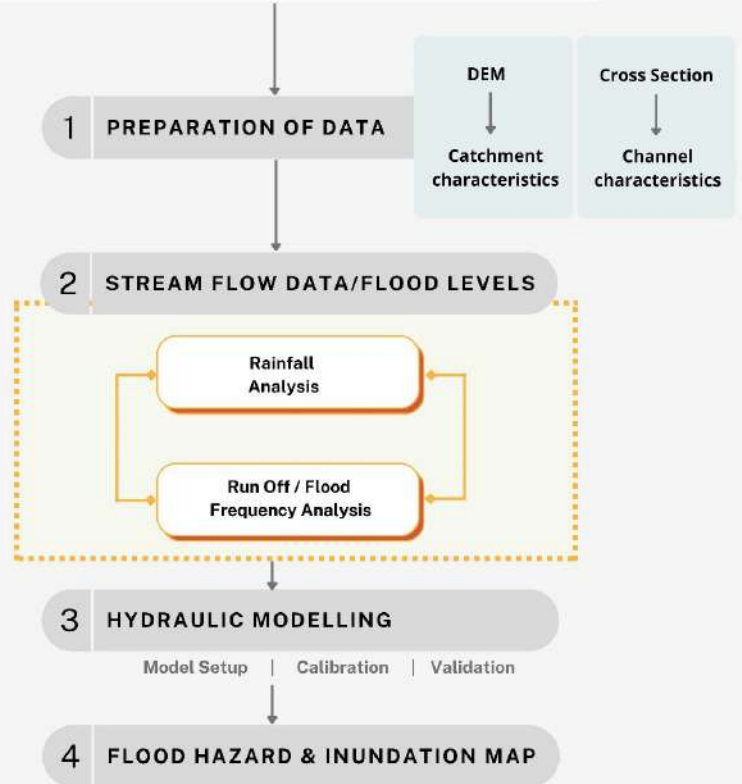 1 PREPARATION OF DATA
DEM
Catchment
characteristics
Cross Section
Channel
characteristics
2 STREAM FLOW DATA/FLOOD LEVELS
Rainfall
Analysis
Run Off / Flood
Frequency Analysis
3 HYDRAULIC MODELLING
Model Setup | Calibration | Validation
4 FLOOD HAZARD & INUNDATION MAP